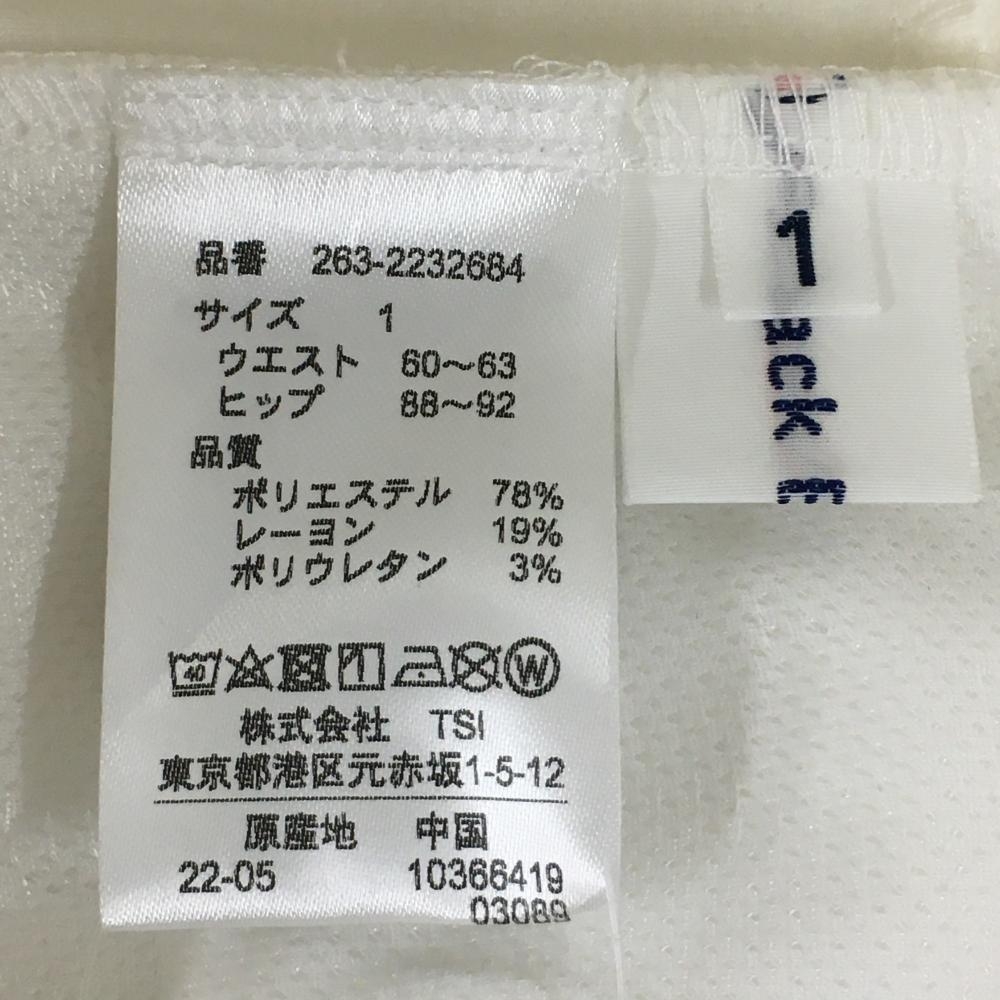 品番 263-2232684
サイズ 1
ウエスト 60〜63
ヒップ 88〜92
品質
ポリエステル 78%
レーヨン 19%
ポリウレタン 3%
40 W
株式会社 TSI
東京都港区元赤坂1-5-12
原産地 中国
22-05 10366419
03089
1
ack